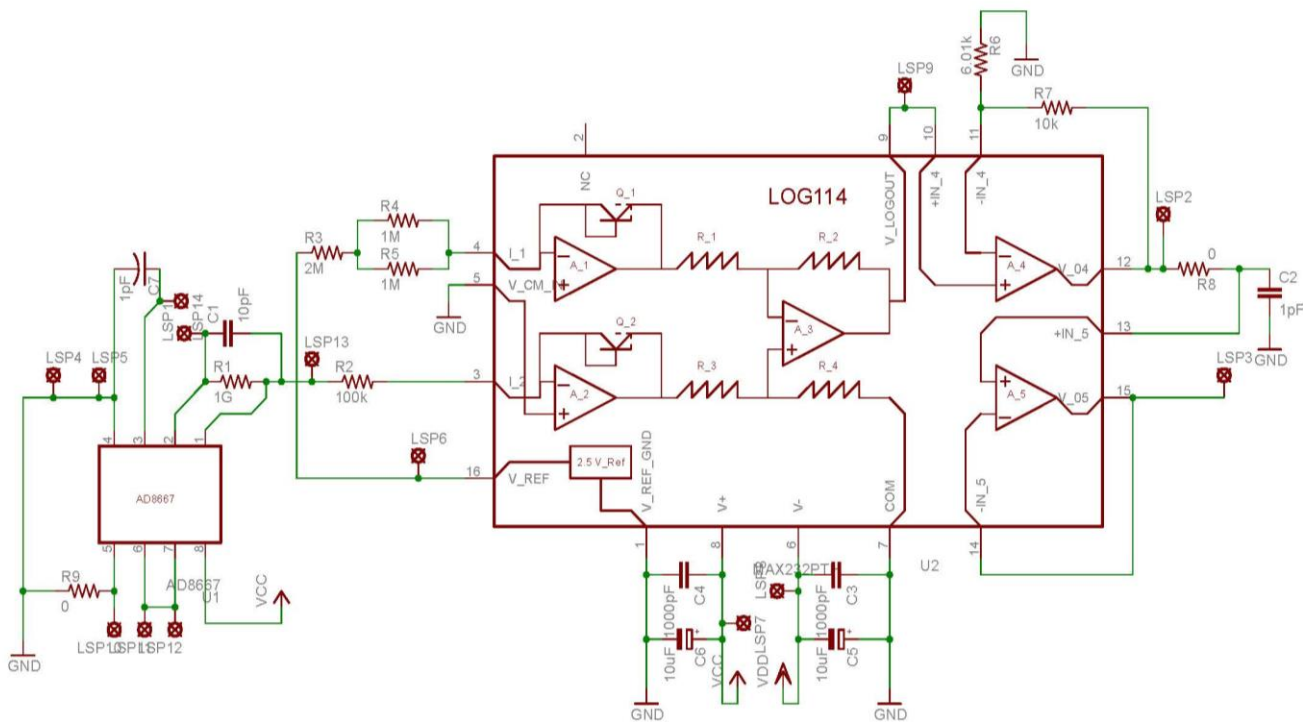 6.01k
R6
GND
LSP9
R7
10k
2
9
10
11
NC
LOG114
V_LOGOUT
+IN_4
-IN_4
Q_1
R4
1M
R3
2M
R5
1M
4
I_1
A_1
R_1
R_2
5
V_CM_IN
GND
A_3
A_4
V_04
12
LSP2
0
R8
C2
1pF
GND
+IN_5
13
LSP3
1pF
C7
LSP14
C1
10pF
LSP13
LSP4
LSP5
R1
1G
R2
100k
3
Q_2
A_2
R_3
R_4
A_5
V_05
15
4
3
2
1
AD8667
LSP6
16
V_REF
2.5 V_Ref
V_REF_GND
V+
V-
COM
-IN_5
5
6
7
8
1
8
6
7
14
U2
R9
0
AD8667
U1
VCC
LSP10
LSP11
LSP12
GND
1000pF
C4
10uF
C6
LSP7
VCC
VDD
1000pF
C3
10uF
C5
GND
GND